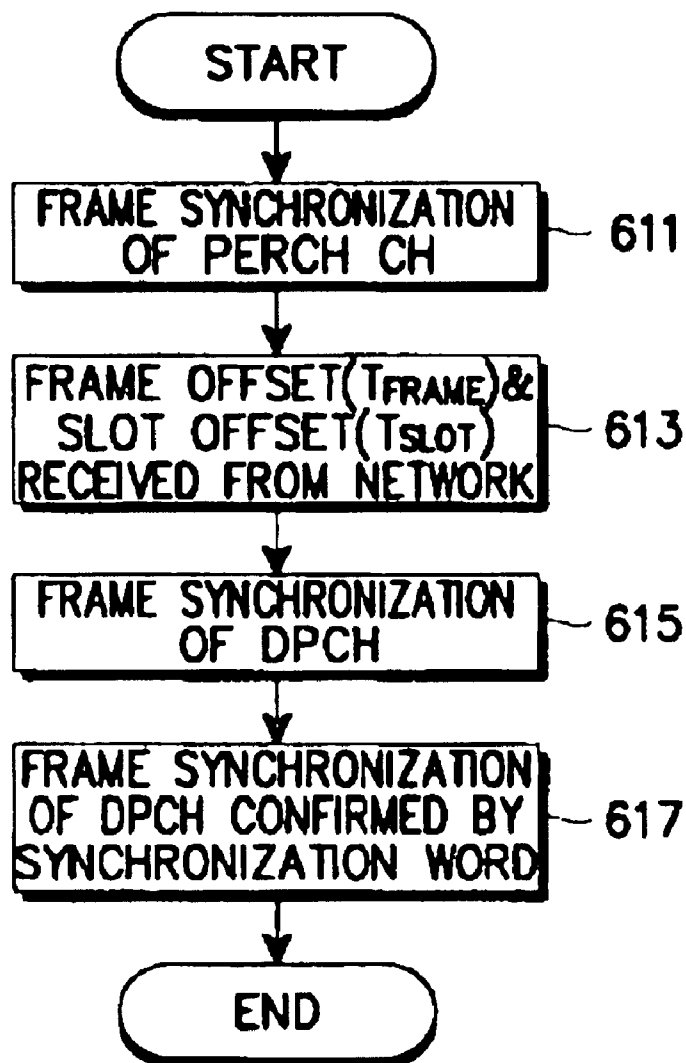 START
FRAME SYNCHRONIZATION
OF PERCH CH
611
FRAME OFFSET(TFRAME)&
SLOT OFFSET(TSLOT)
RECEIVED FROM NETWORK
613
FRAME SYNCHRONIZATION
OF DPCH
615
FRAME SYNCHRONIZATION
OF DPCH CONFIRMED BY
SYNCHRONIZATION WORD
617
END